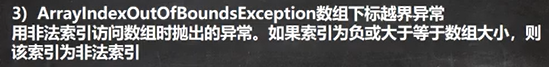 3）ArrayIndexOutOfBoundsException数组下标越界异常
用非法索引访问数组时抛出的异常。如果索引为负或大于等于数组大小，则
该索引为非法索引